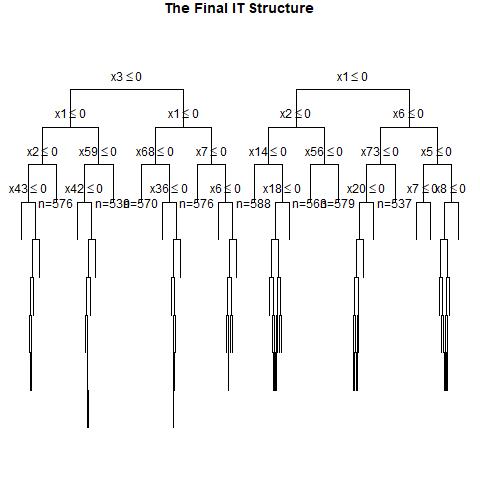 The Final IT Structure
x3 ≤ 0 x1 ≤ 0
x1 ≤ 0 x1 ≤ 0 x2 ≤ 0 x6 ≤ 0
x2 ≤ 0 x59 ≤ 0 x68 ≤ 0 x7 ≤ 0 x14 ≤ 0 x56 ≤ 0 x73 ≤ 0 x5 ≤ 0
x43 ≤ 0 x42 ≤ 0 x36 ≤ 0 x6 ≤ 0 x18 ≤ 0 x20 ≤ 0 x7 ≤ 0 x8 ≤ 0
n=576 n=570 n=576 n=588 n=579 n=537